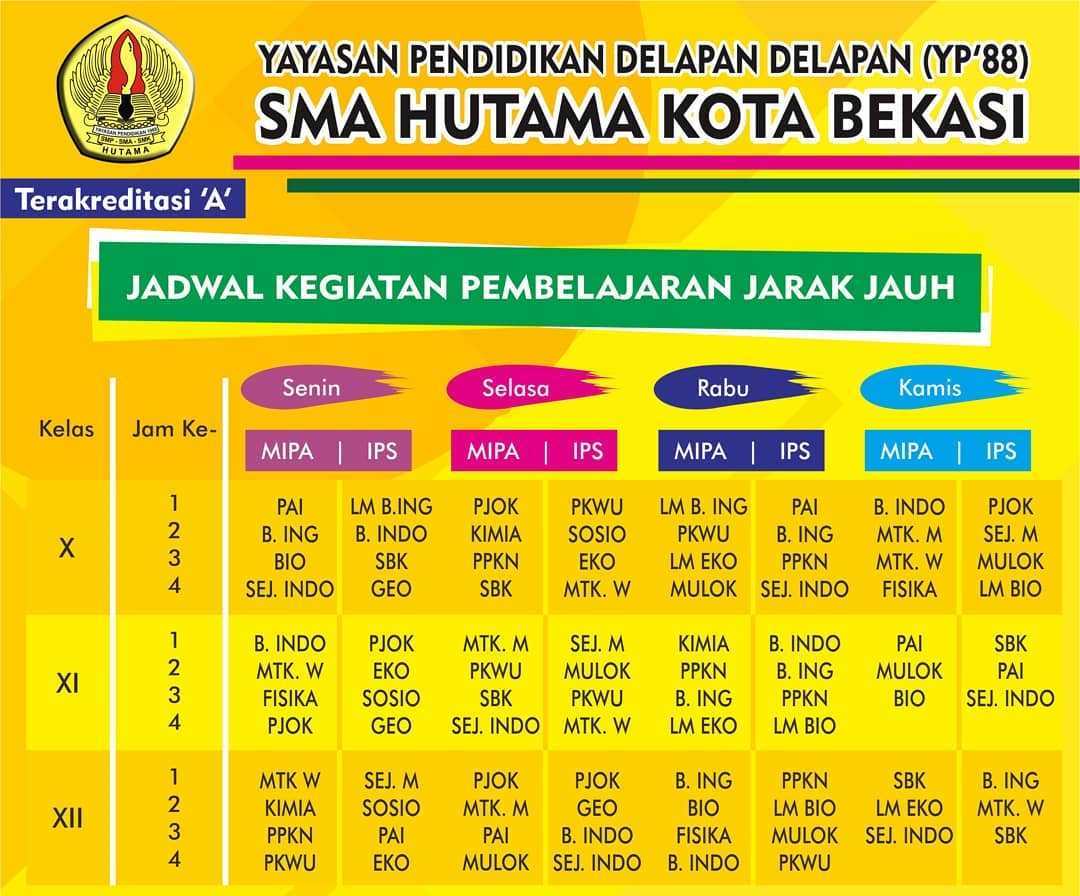 YAYASAN PENDIDIKAN DELAPAN DELAPAN (YP'88)
SMA HUTAMA KOTA BEKASI
YAYASAN PENDIDIKAN 1988
SMP - SMA - SMK
HUTAMA
Terakreditasi 'A'
JADWAL KEGIATAN PEMBELAJARAN JARAK JAUH
Senin Selasa Rabu Kamis
Kelas Jam Ke-
MIPA | IPS MIPA | IPS MIPA | IPS MIPA | IPS
X
1 PAI LM B.ING PJOK PKWU LM B. ING PAI B. INDO PJOK
2 B. ING B. INDO KIMIA SOSIO PKWU B. ING MTK. M SEJ. M
3 BIO SBK PPKN EKO LM EKO PPKN MTK. W MULOK
4 SEJ. INDO GEO SBK MTK. W MULOK SEJ. INDO FISIKA LM BIO
XI
1 B. INDO PJOK MTK. M SEJ. M KIMIA B. INDO PAI SBK
2 MTK. W EKO PKWU MULOK PPKN B. ING MULOK PAI
3 FISIKA SOSIO SBK PKWU B. ING PPKN BIO SEJ. INDO
4 PJOK GEO SEJ. INDO MTK. W LM EKO LM BIO
XII
1 MTK W SEJ. M PJOK PJOK B. ING PPKN SBK B. ING
2 KIMIA SOSIO MTK. M GEO BIO LM BIO LM EKO MTK. W
3 PPKN PAI PAI B. INDO FISIKA MULOK SEJ. INDO SBK
4 PKWU EKO MULOK SEJ. INDO B. INDO PKWU